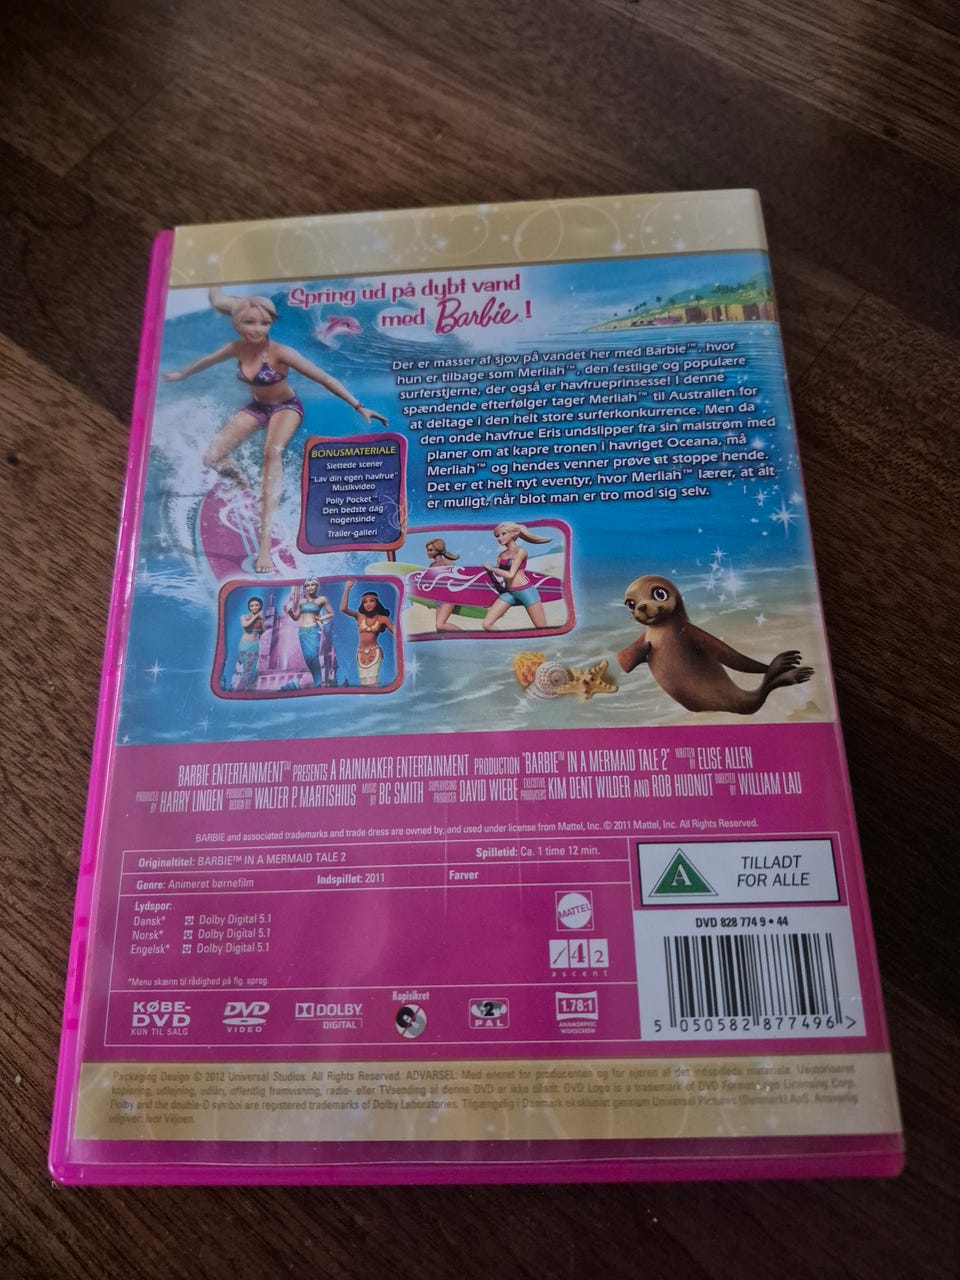 Spring ud på dybt vand
med Barbie™!
Der er masser af sjov på vandet her med Barbie™, hvor
hun er tilbage som Merliah™, den festlige og populære
surferstjerne, der også er havfrueprinsesse! I denne
spændende efterfølger tager Merliah™ til Australien for
at deltage i den helt store surferkonkurrence. Men da
den onde havfrue Eris undslipper fra sin malstrøm med
planer om at kapre tronen i havriget Oceana, må
Merliah™ og hendes venner prøve at stoppe hende.
Det er et helt nyt eventyr, hvor Merliah™ lærer, at alt
er muligt, når blot man er tro mod sig selv.
BONUSMATERIALE
Slettede scener
"Lav din egen havfrue"
Musikvideo
Polly Pocket™:
Den bedste dag
nogensinde
Trailer-galleri
BARBIE ENTERTAINMENT™ PRESENTS A RAINMAKER ENTERTAINMENT PRODUCTION "BARBIE™ IN A MERMAID TALE 2" WRITTEN BY ELISE ALLEN
PRODUCED BY HARRY LINDEN PRODUCTION DESIGN BY WALTER P. MARTISHIUS MUSIC BY BC SMITH SUPERVISING PRODUCER DAVID WIEBE EXECUTIVE PRODUCERS KIM DENT WILDER AND ROB HUDNUT DIRECTED BY WILLIAM LAU
BARBIE and associated trademarks and trade dress are owned by, and used under license from Mattel, Inc. © 2011 Mattel, Inc. All Rights Reserved.
Originaltitel: BARBIE™ IN A MERMAID TALE 2
Spilletid: Ca. 1 time 12 min.
Genre: Animeret børnefilm
Indspillet: 2011
Farver
Lydspor:
Dansk* Dolby Digital 5.1
Norsk* Dolby Digital 5.1
Engelsk* Dolby Digital 5.1
*Menu skærm til rådighed på flg. sprog.
MATTEL
1 4 2
ascent
A
TILLADT
FOR ALLE
DVD 828 774 9 • 44
5 050582 877496 >
KØBE-
DVD
KUN TIL SALG
DVD
VIDEO
DOLBY
DIGITAL
Kopisikret
2
PAL
1.78:1
ANAMORPHIC
WIDESCREEN
Packaging Design © 2012 Universal Studios. All Rights Reserved. ADVARSEL: Med eneret for producenten og for ejeren af det indspillede materiale. Uautoriseret
kopiering, udlejning, udlån, offentlig fremvisning, radio- eller TVsending af denne DVD er ikke tilladt. DVD Logo is a trademark of DVD Format/Logo Licensing Corp.
Dolby and the double-D symbol are registered trademarks of Dolby Laboratories. Tilgængelig i Danmark eksklusivt gennem Universal Pictures (Denmark) ApS. Ansvarlig
udgiver: Ivor Viljoen.